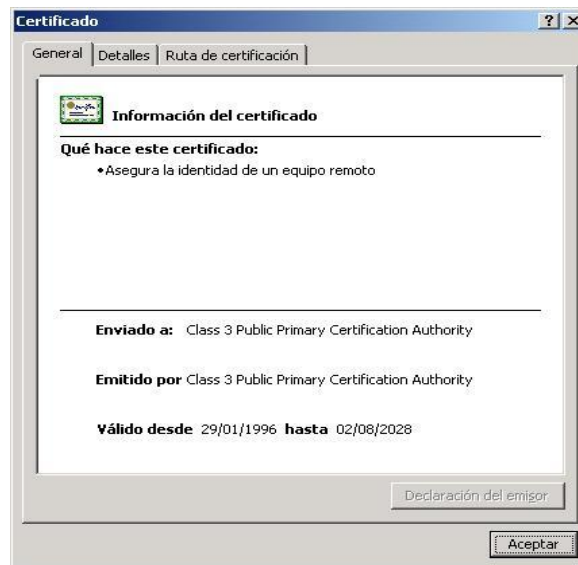 Certificado
General Detalles Ruta de certificación
Información del certificado
Qué hace este certificado:
•Asegura la identidad de un equipo remoto
Enviado a: Class 3 Public Primary Certification Authority
Emitido por Class 3 Public Primary Certification Authority
Válido desde 29/01/1996 hasta 02/08/2028
Declaración del emisor
Aceptar